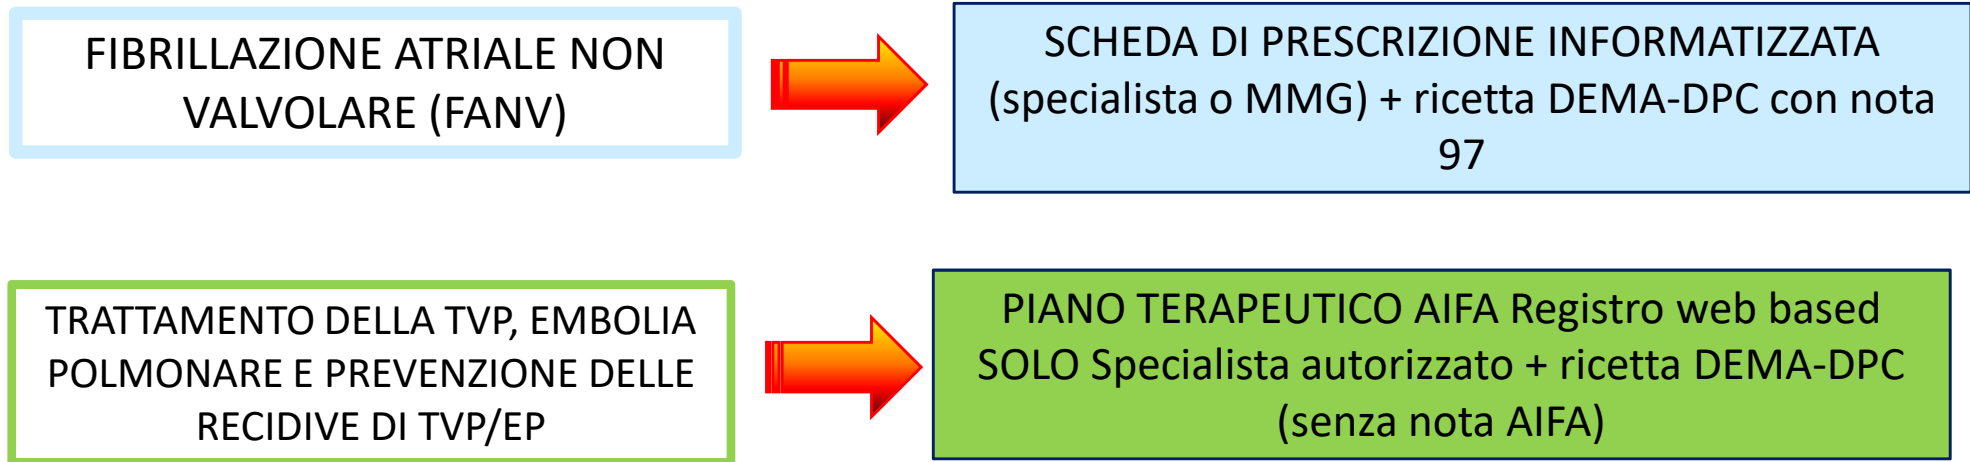 FIBRILLAZIONE ATRIALE NON
VALVOLARE (FANV)
SCHEDA DI PRESCRIZIONE INFORMATIZZATA
(specialista o MMG) + ricetta DEMA-DPC con nota
97
TRATTAMENTO DELLA TVP, EMBOLIA
POLMONARE E PREVENZIONE DELLE
RECIDIVE DI TVP/EP
PIANO TERAPEUTICO AIFA Registro web based
SOLO Specialista autorizzato + ricetta DEMA-DPC
(senza nota AIFA)